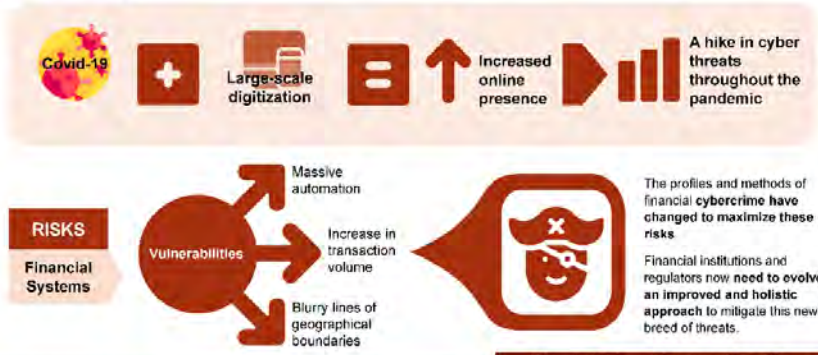 Covid-19
Large-scale
digitization
Increased
online
presence
A hike in cyber
threats
throughout the
pandemic
RISKS
Financial
Systems
Vulnerabilities
Massive
automation
Increase in
transaction
volume
Blurry lines of
geographical
boundaries
The profiles and methods of
financial cybercrime have
changed to maximize these
risks
Financial institutions and
regulators now need to evolve
an improved and holistic
approach to mitigate this new
breed of threats.